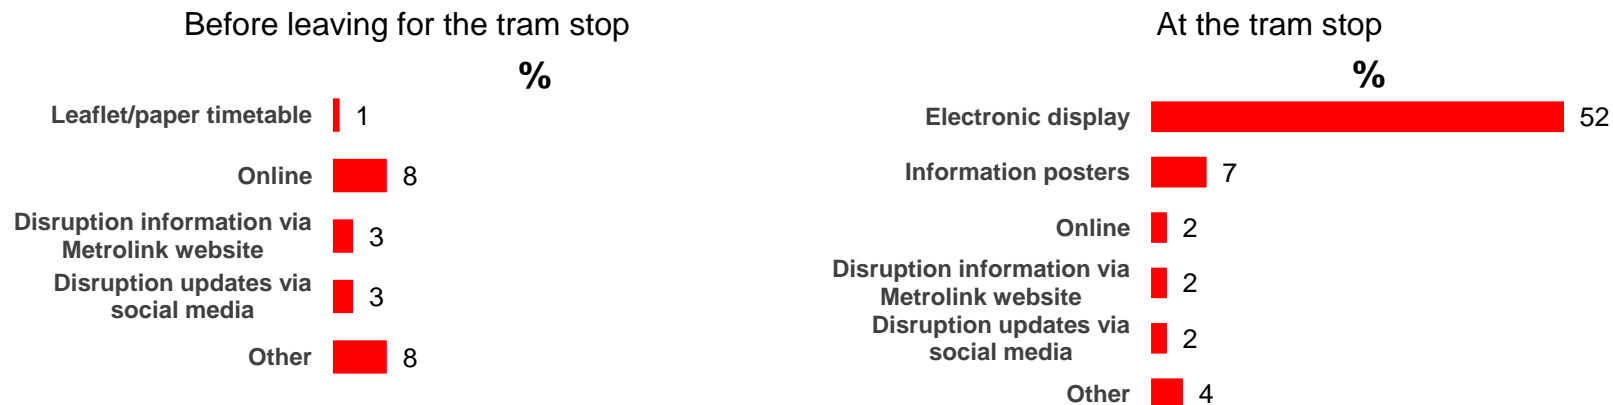 Before leaving for the tram stop
%
Leaflet/paper timetable 1
Online 8
Disruption information via
Metrolink website 3
Disruption updates via
social media 3
Other 8
At the tram stop
%
Electronic display 52
Information posters 7
Online 2
Disruption information via
Metrolink website 2
Disruption updates via
social media 2
Other 4